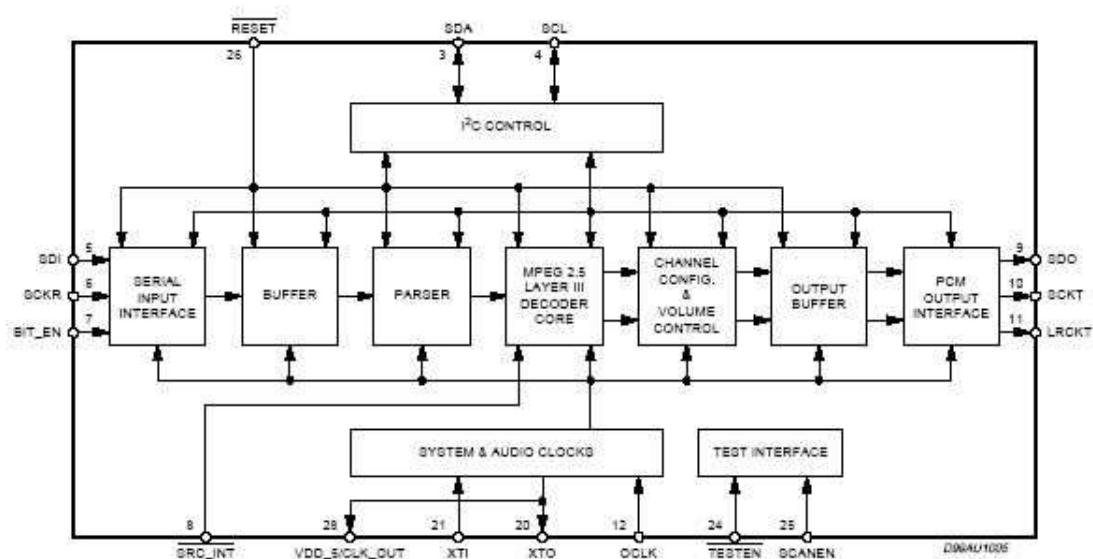 RESET
SDA
SCL
26
3
4
I²C CONTROL
SDI
5
SCKR
6
BIT_EN
7
SERIAL
INPUT
INTERFACE
BUFFER
PARSER
MPEG 2.5
LAYER III
DECODER
CORE
CHANNEL
CONFIG.
&
VOLUME
CONTROL
OUTPUT
BUFFER
PCM
OUTPUT
INTERFACE
9
SDO
10
SCKT
11
LRCKT
SYSTEM & AUDIO CLOCKS
TEST INTERFACE
8
28
21
20
12
24
25
SRC_INT
VDD_5/CLK_OUT
XTI
XTO
OCLK
TESTEN
SCANEN
D98AU1005